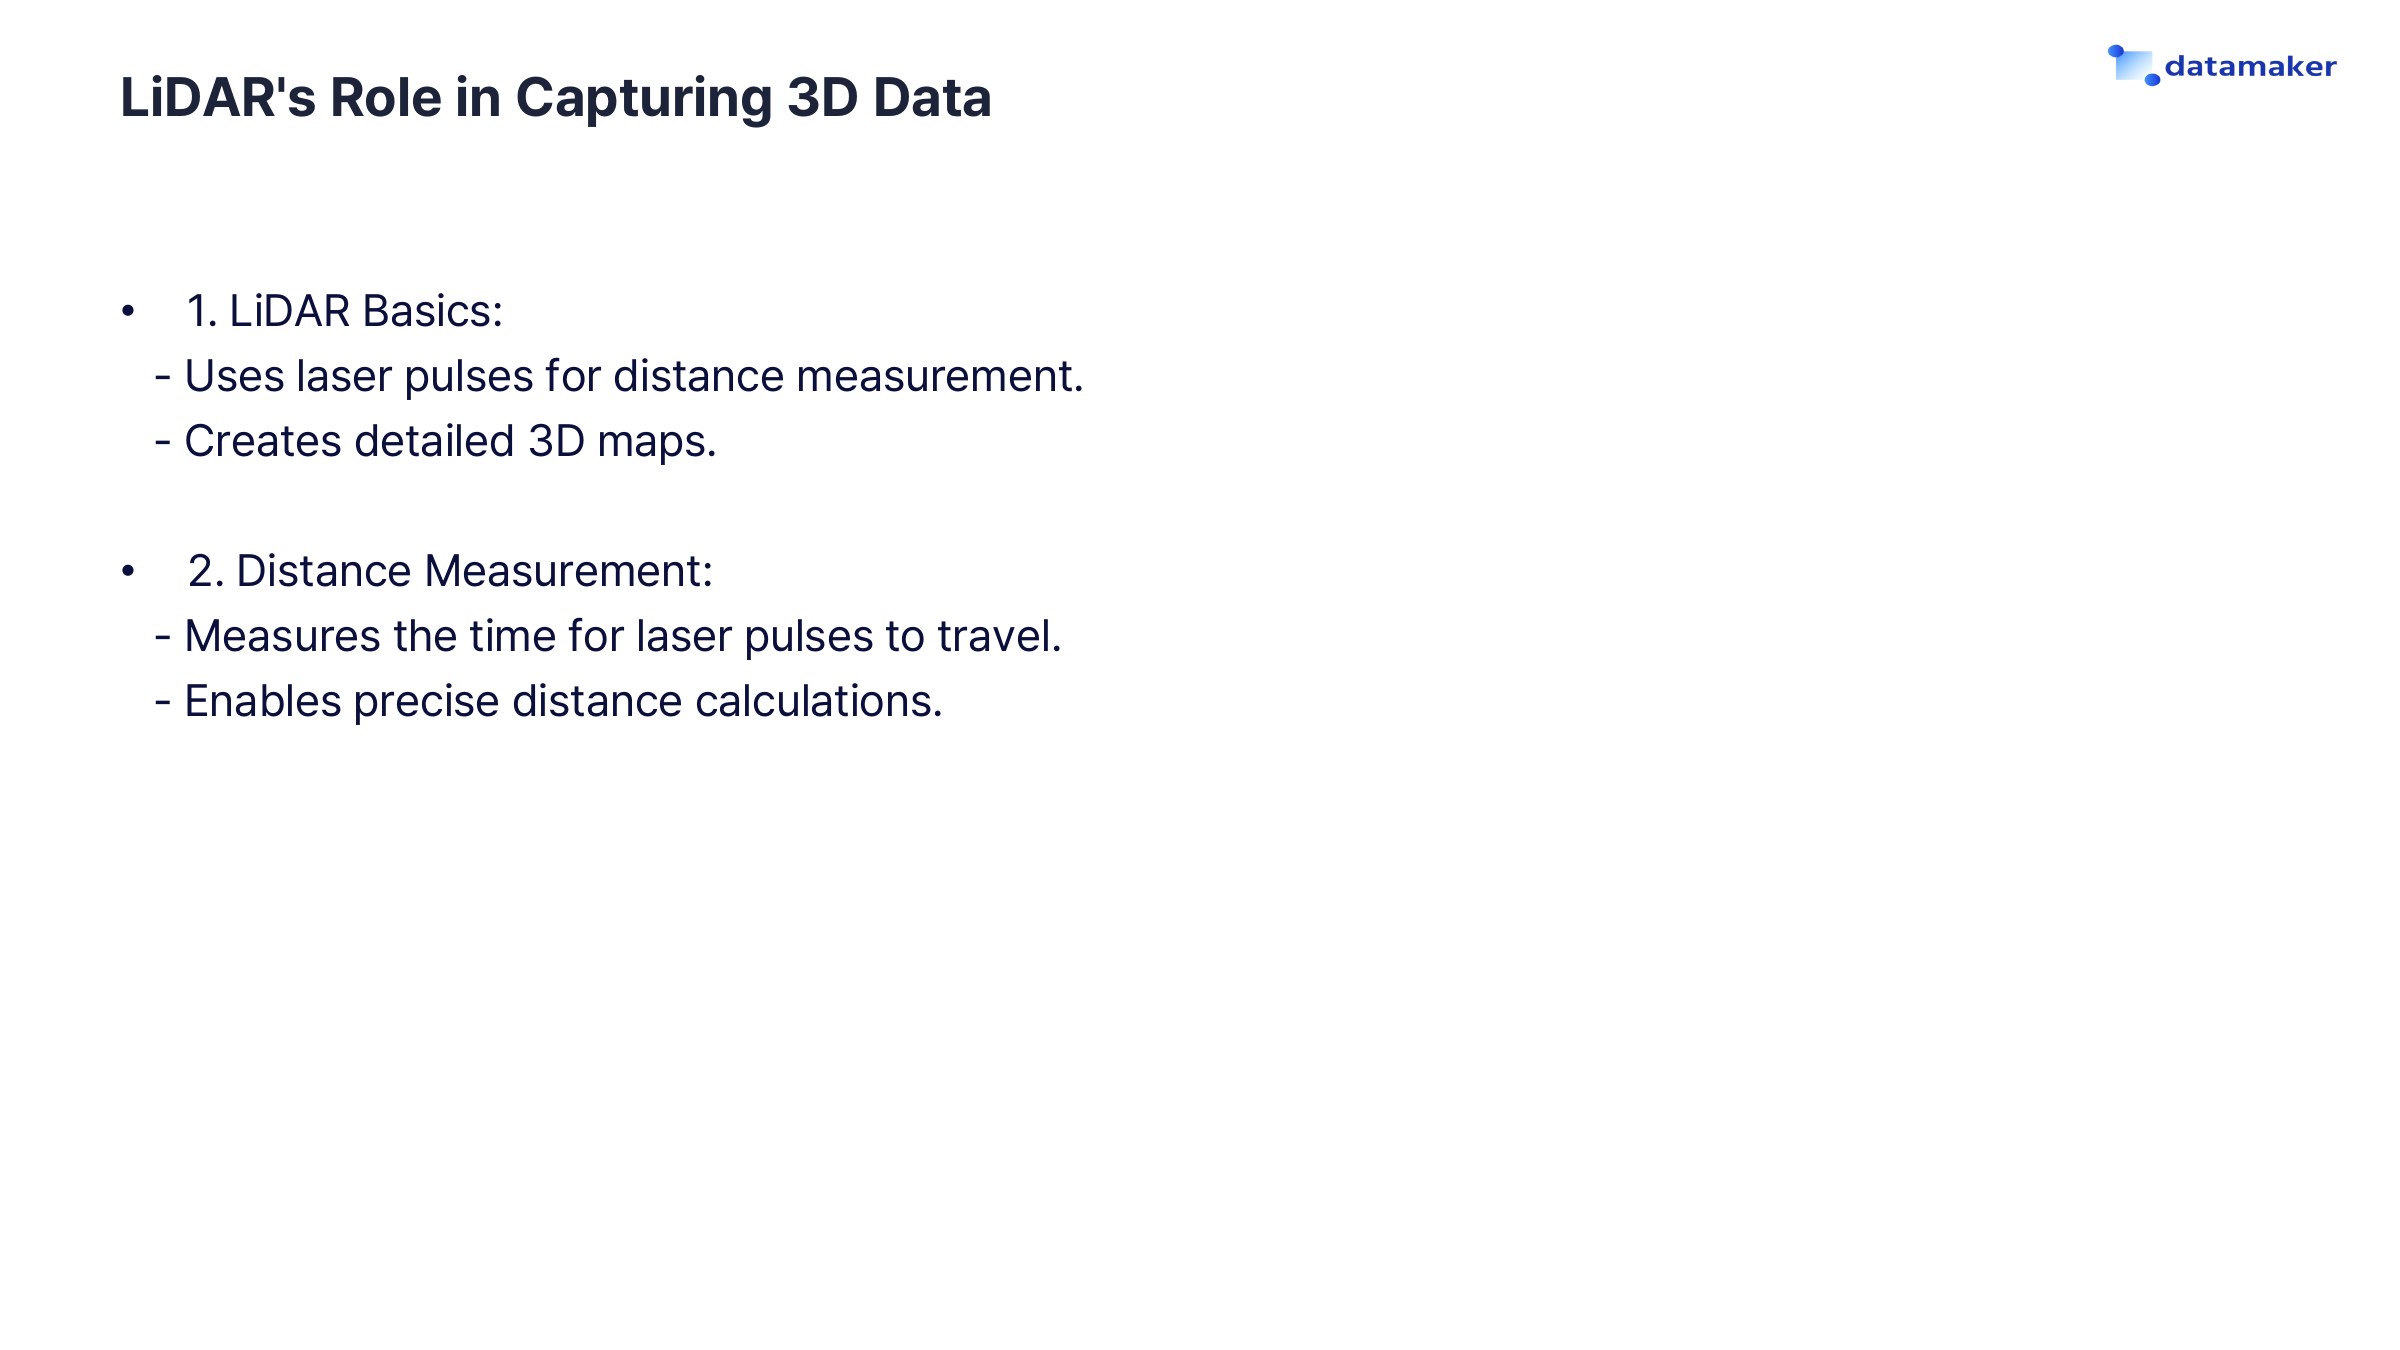 LiDAR's Role in Capturing 3D Data
datamaker
• 1. LiDAR Basics:
- Uses laser pulses for distance measurement.
- Creates detailed 3D maps.
• 2. Distance Measurement:
- Measures the time for laser pulses to travel.
- Enables precise distance calculations.